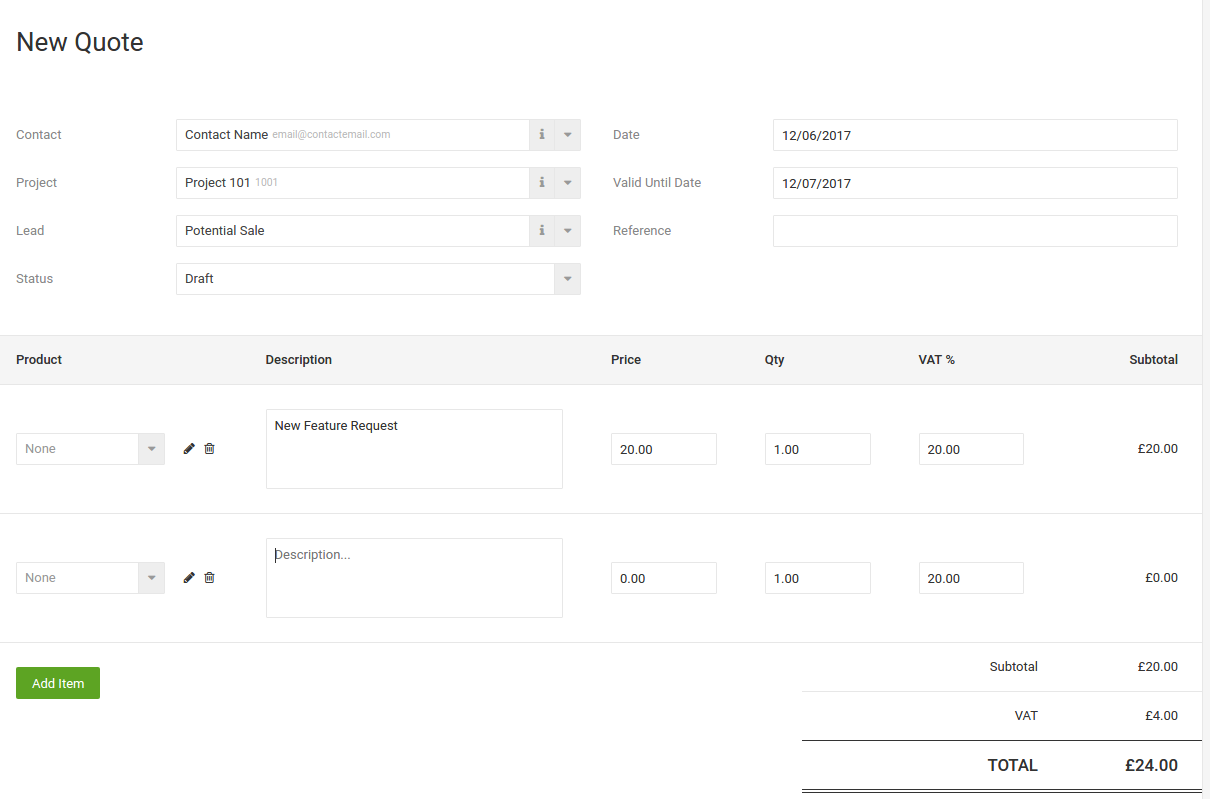 New Quote
Contact Contact Name email@contactemail.com i Date 12/06/2017
Project Project 101 1001 i Valid Until Date 12/07/2017
Lead Potential Sale i Reference
Status Draft
Product Description Price Qty VAT % Subtotal
New Feature Request
None 20.00 1.00 20.00 £20.00
Description...
None 0.00 1.00 20.00 £0.00
Subtotal £20.00
Add Item
VAT £4.00
TOTAL £24.00